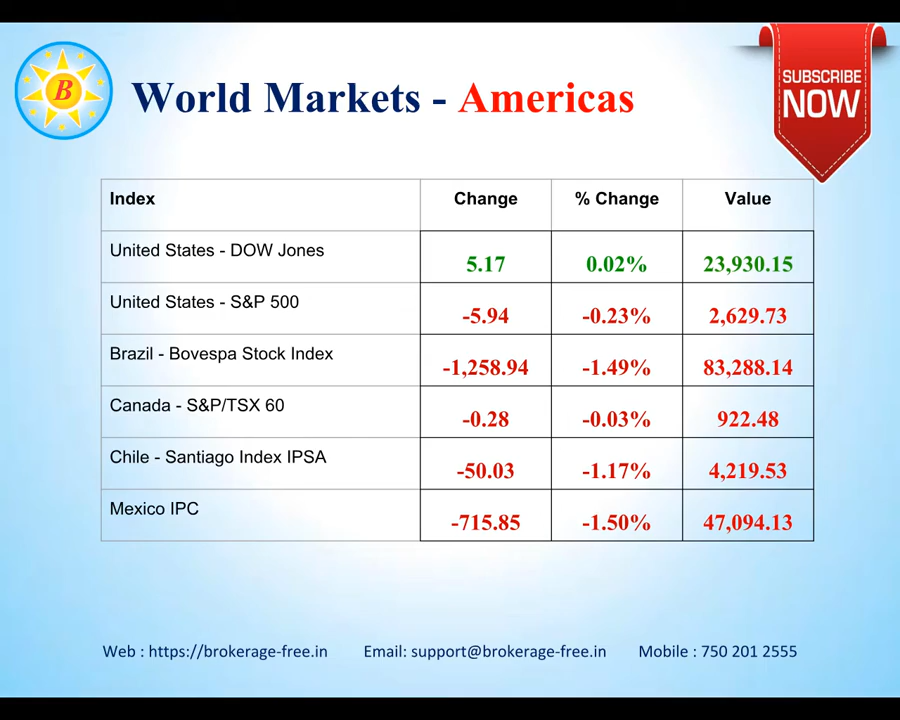 B
World Markets - Americas
SUBSCRIBE
NOW
Index Change % Change Value
United States - DOW Jones 5.17 0.02% 23,930.15
United States - S&P 500 -5.94 -0.23% 2,629.73
Brazil - Bovespa Stock Index -1,258.94 -1.49% 83,288.14
Canada - S&P/TSX 60 -0.28 -0.03% 922.48
Chile - Santiago Index IPSA -50.03 -1.17% 4,219.53
Mexico IPC -715.85 -1.50% 47,094.13
Web : https://brokerage-free.in Email: support@brokerage-free.in Mobile : 750 201 2555